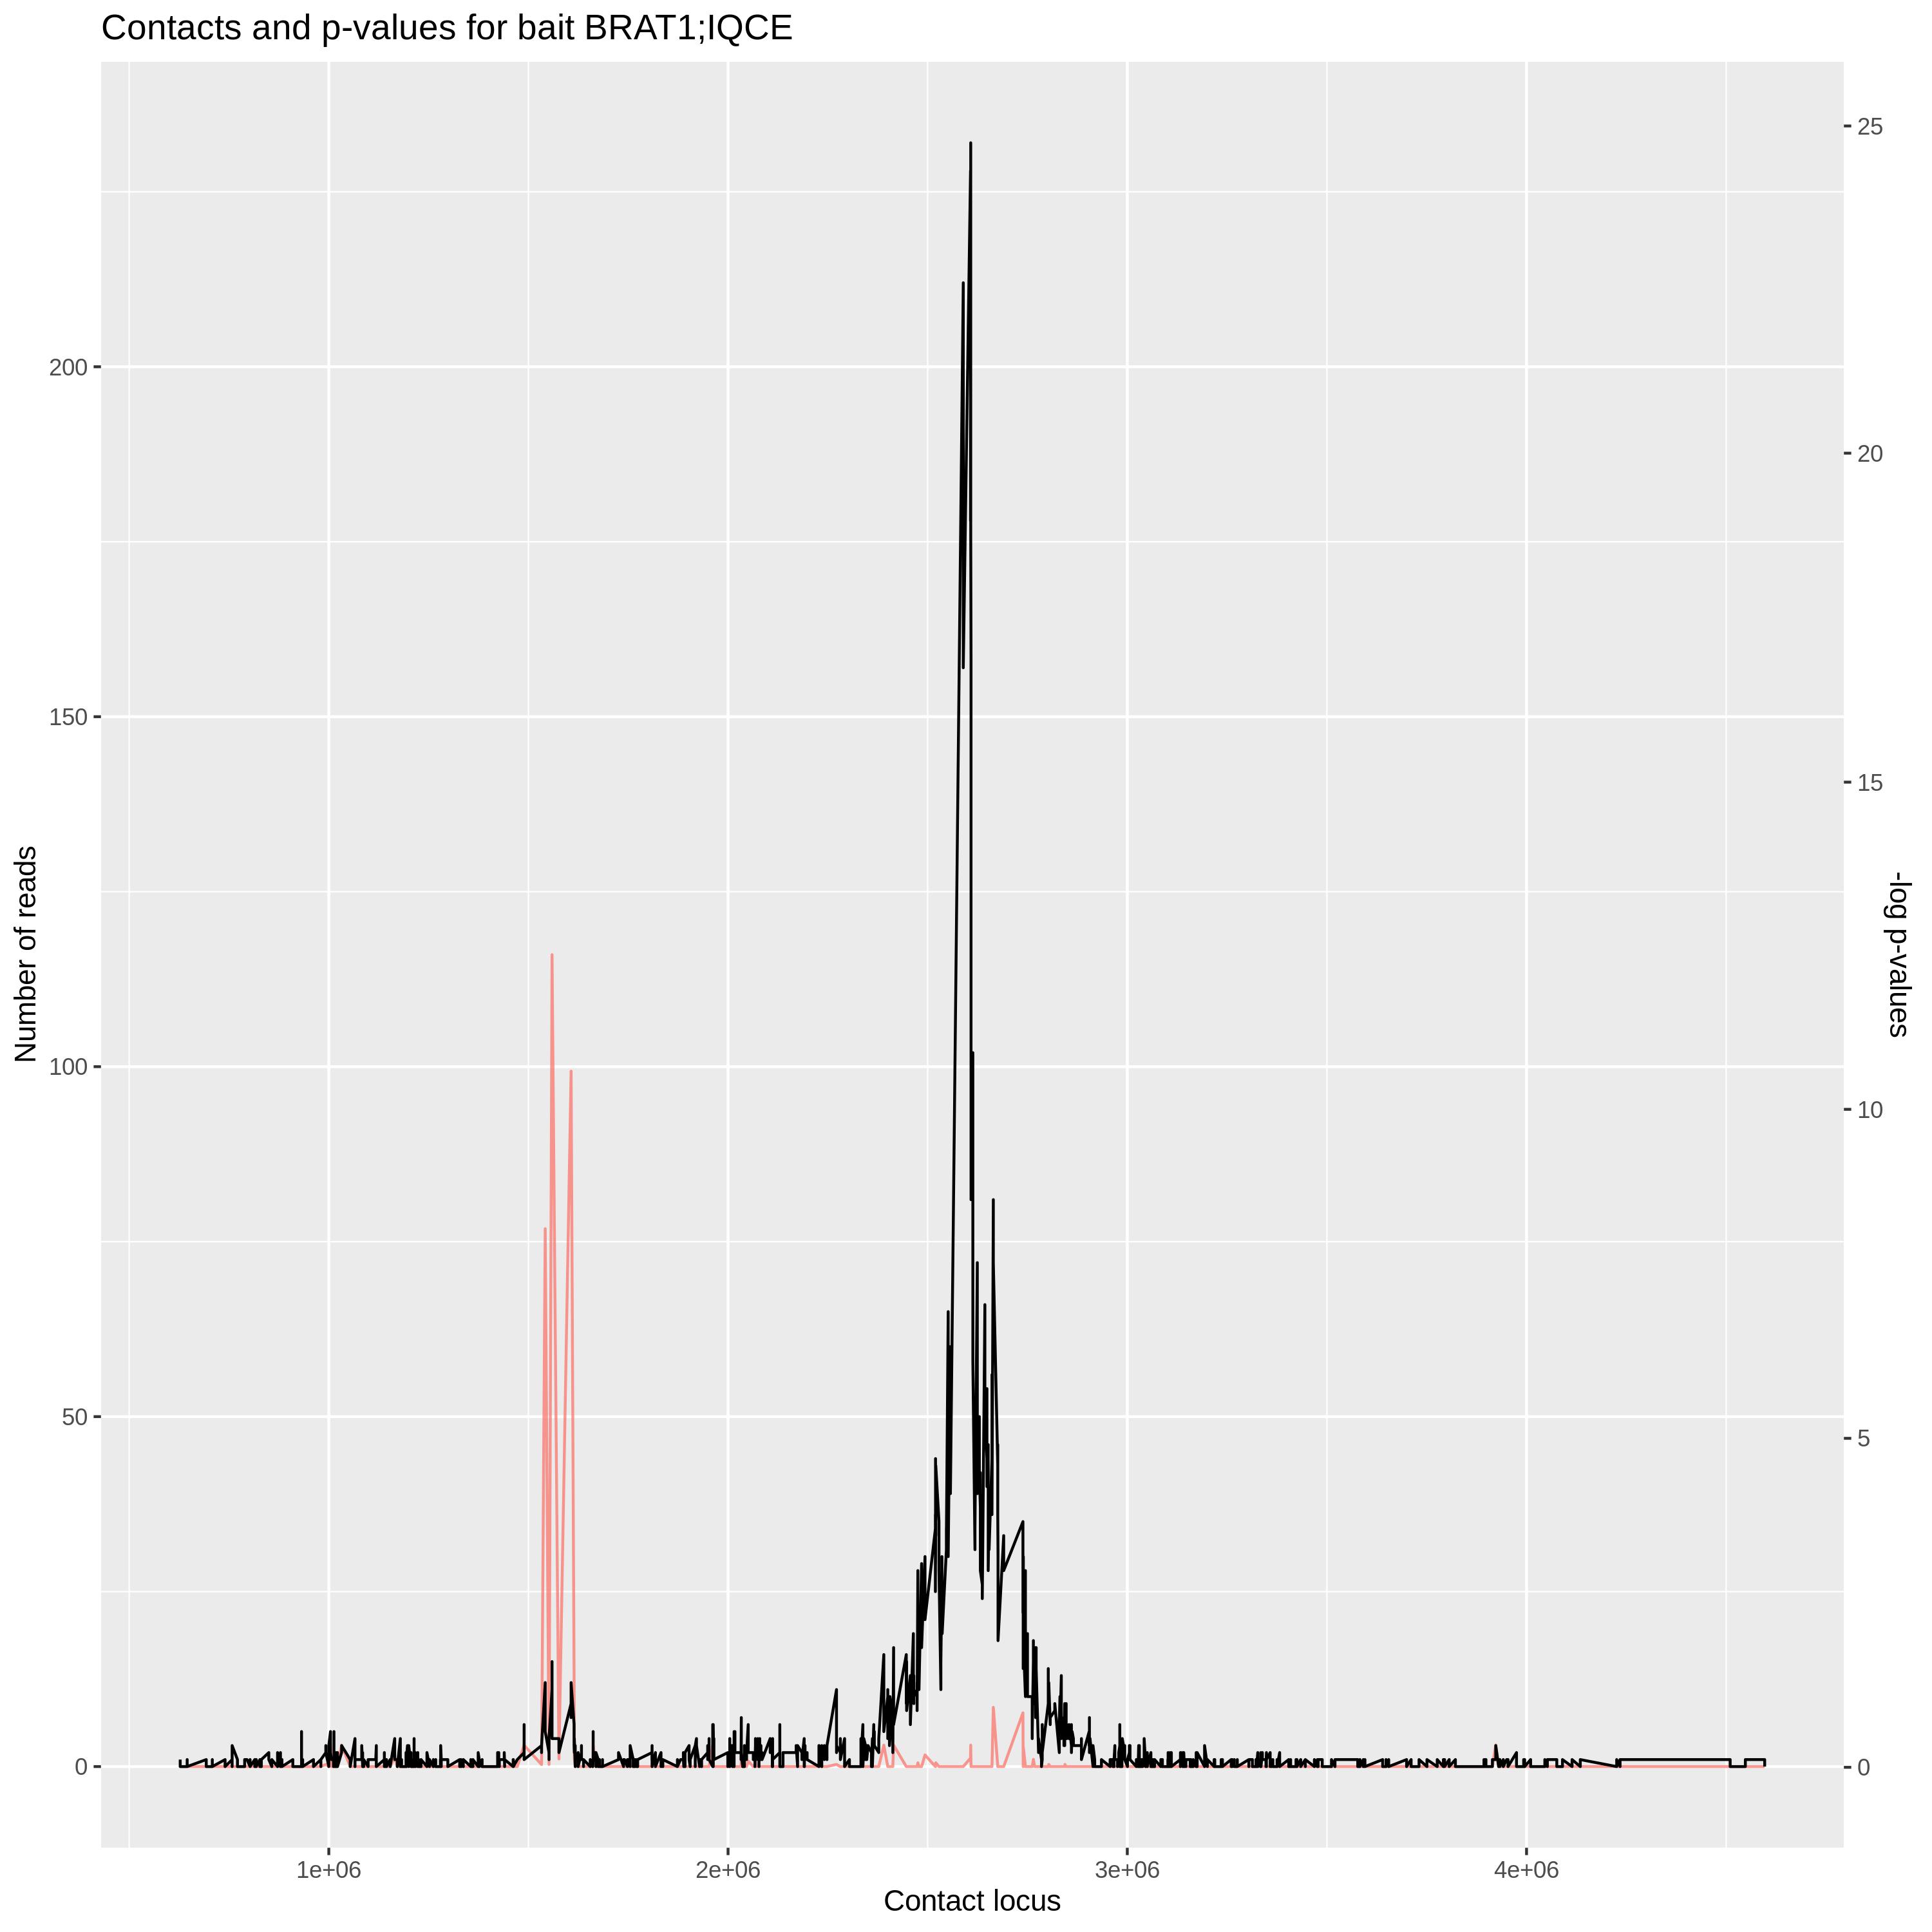 Contacts and p-values for bait BRAT1;IQCE
200
150
100
50
0
Number of reads
25
20
15
10
5
0
-log p-values
1e+06
2e+06
3e+06
4e+06
Contact locus